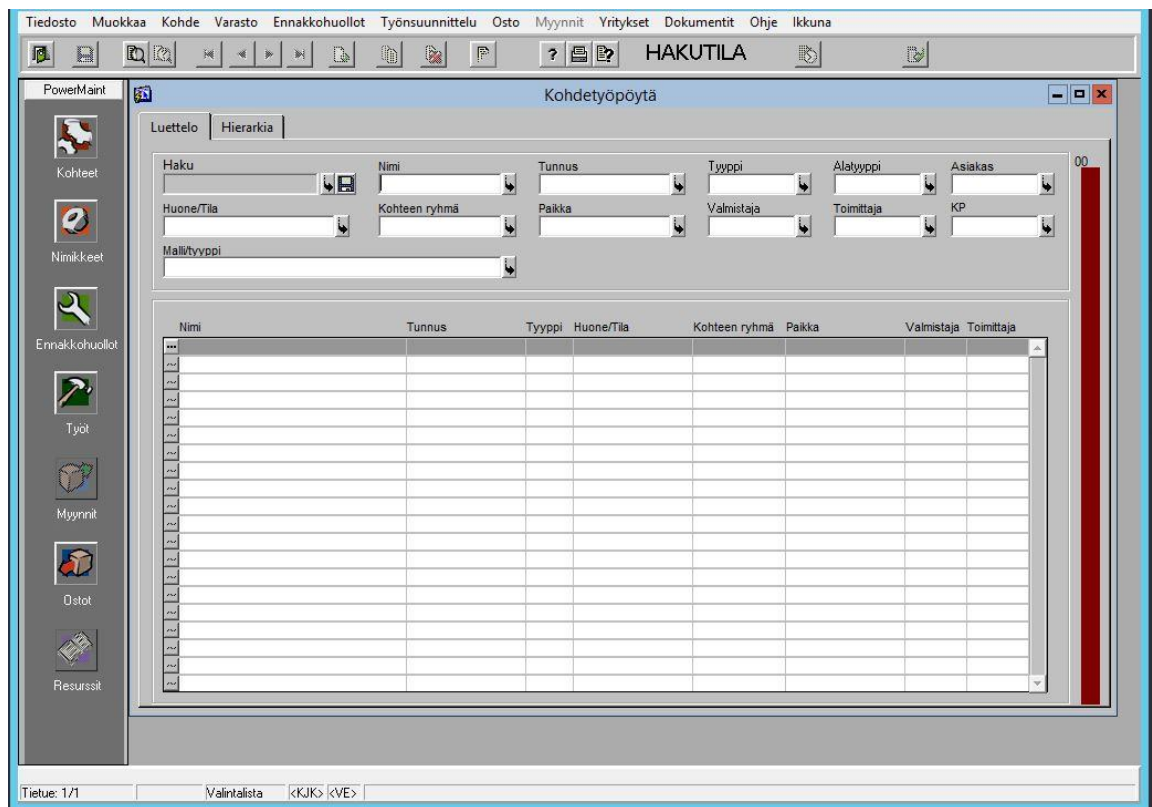 Tiedosto Muokkaa Kohde Varasto Ennakkohuollot Työnsuunnittelu Osto Myynnit Yritykset Dokumentit Ohje Ikkuna
P ? ? HAKUTILA
PowerMaint
Kohteet
Nimikkeet
Ennakkohuollot
Työt
Myynnit
Ostot
Resurssit
Kohdetyöpöytä
Luettelo Hierarkia
Haku Nimi Tunnus Tyyppi Alatyyppi Asiakas 00
Huone/Tila Kohteen ryhmä Paikka Valmistaja Toimittaja KP
Malli/tyyppi
Nimi Tunnus Tyyppi Huone/Tila Kohteen ryhmä Paikka Valmistaja Toimittaja
Tietue: 1/1 Valintalista <KJK> <VE>